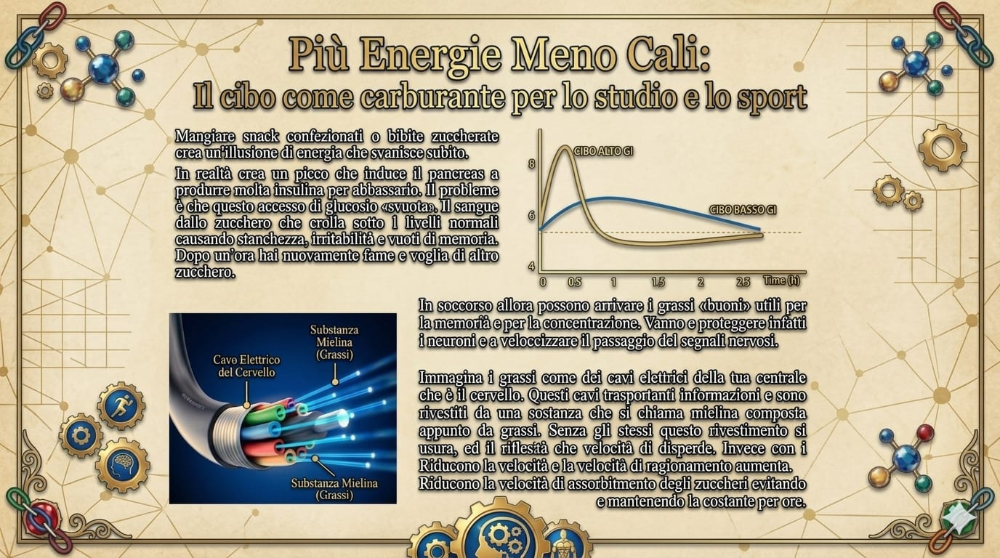 Più Energie Meno Cali:
Il cibo come carburante per lo studio e lo sport
Mangiare snack confezionati o bibite zuccherate
crea un'illusione di energia che svanisce subito.
In realtà crea un picco che induce il pancreas a
produrre molta insulina per abbassario. Il probleme
è che questo accesso di glucosio «svuota». Il sangue
dallo zucchero che crolla sotto 1 livelli normali
causando stanchezza, irritabilità e vuoti di memoria.
Dopo un'ora hai nuovamente fame e voglia di altro
zucchero.
8
6
4
CIBO ALTO GI
CIBO BASSO GI
0 0.5 1 1.5 2 2.5 Time (h)
In soccorso allora possono arrivare i grassi «buoni» utili per
la memoria e per la concentrazione. Vanno e proteggere infatti
i neuroni e a veloccizzare il passaggio del segnali nervosi.
Substanza
Mielina
(Grassi)
Cavo Elettrico
del Cervello
Substanza Mielina
(Grassi)
Immagina i grassi come dei cavi elettrici della tua centrale
che è il cervello. Questi cavi trasportanti informazioni e sono
rivestiti da una sostanza che si chiama mielina composta
appunto da grassi. Senza gli stessi questo rivestimento si
usura, ed il che velocità di disperde. Invece con i
Riducono la velocità e la velocità di ragionamento aumenta.
Riducono la velocità di assorbitmento degli zuccheri evitando
e mantenendo la costante per ore.